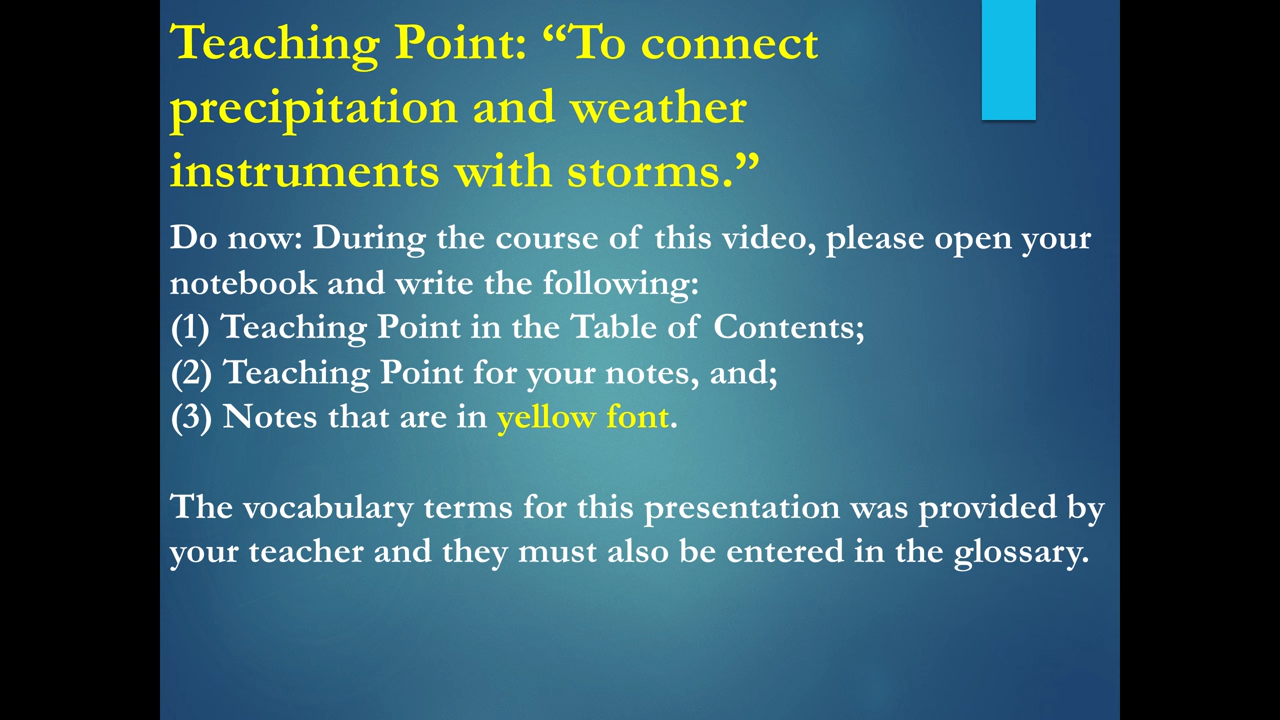 Teaching Point: “To connect
precipitation and weather
instruments with storms.”
Do now: During the course of this video, please open your
notebook and write the following:
(1) Teaching Point in the Table of Contents;
(2) Teaching Point for your notes, and;
(3) Notes that are in yellow font.
The vocabulary terms for this presentation was provided by
your teacher and they must also be entered in the glossary.